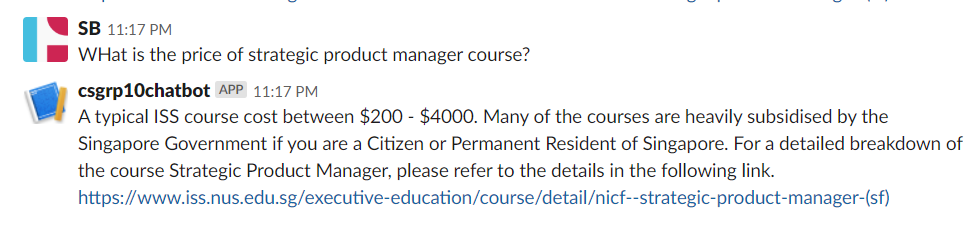 SB 11:17 PM
WHat is the price of strategic product manager course?
csgrp10chatbot APP 11:17 PM
A typical ISS course cost between $200 - $4000. Many of the courses are heavily subsidised by the
Singapore Government if you are a Citizen or Permanent Resident of Singapore. For a detailed breakdown of
the course Strategic Product Manager, please refer to the details in the following link.
https://www.iss.nus.edu.sg/executive-education/course/detail/nicf--strategic-product-manager-(sf)